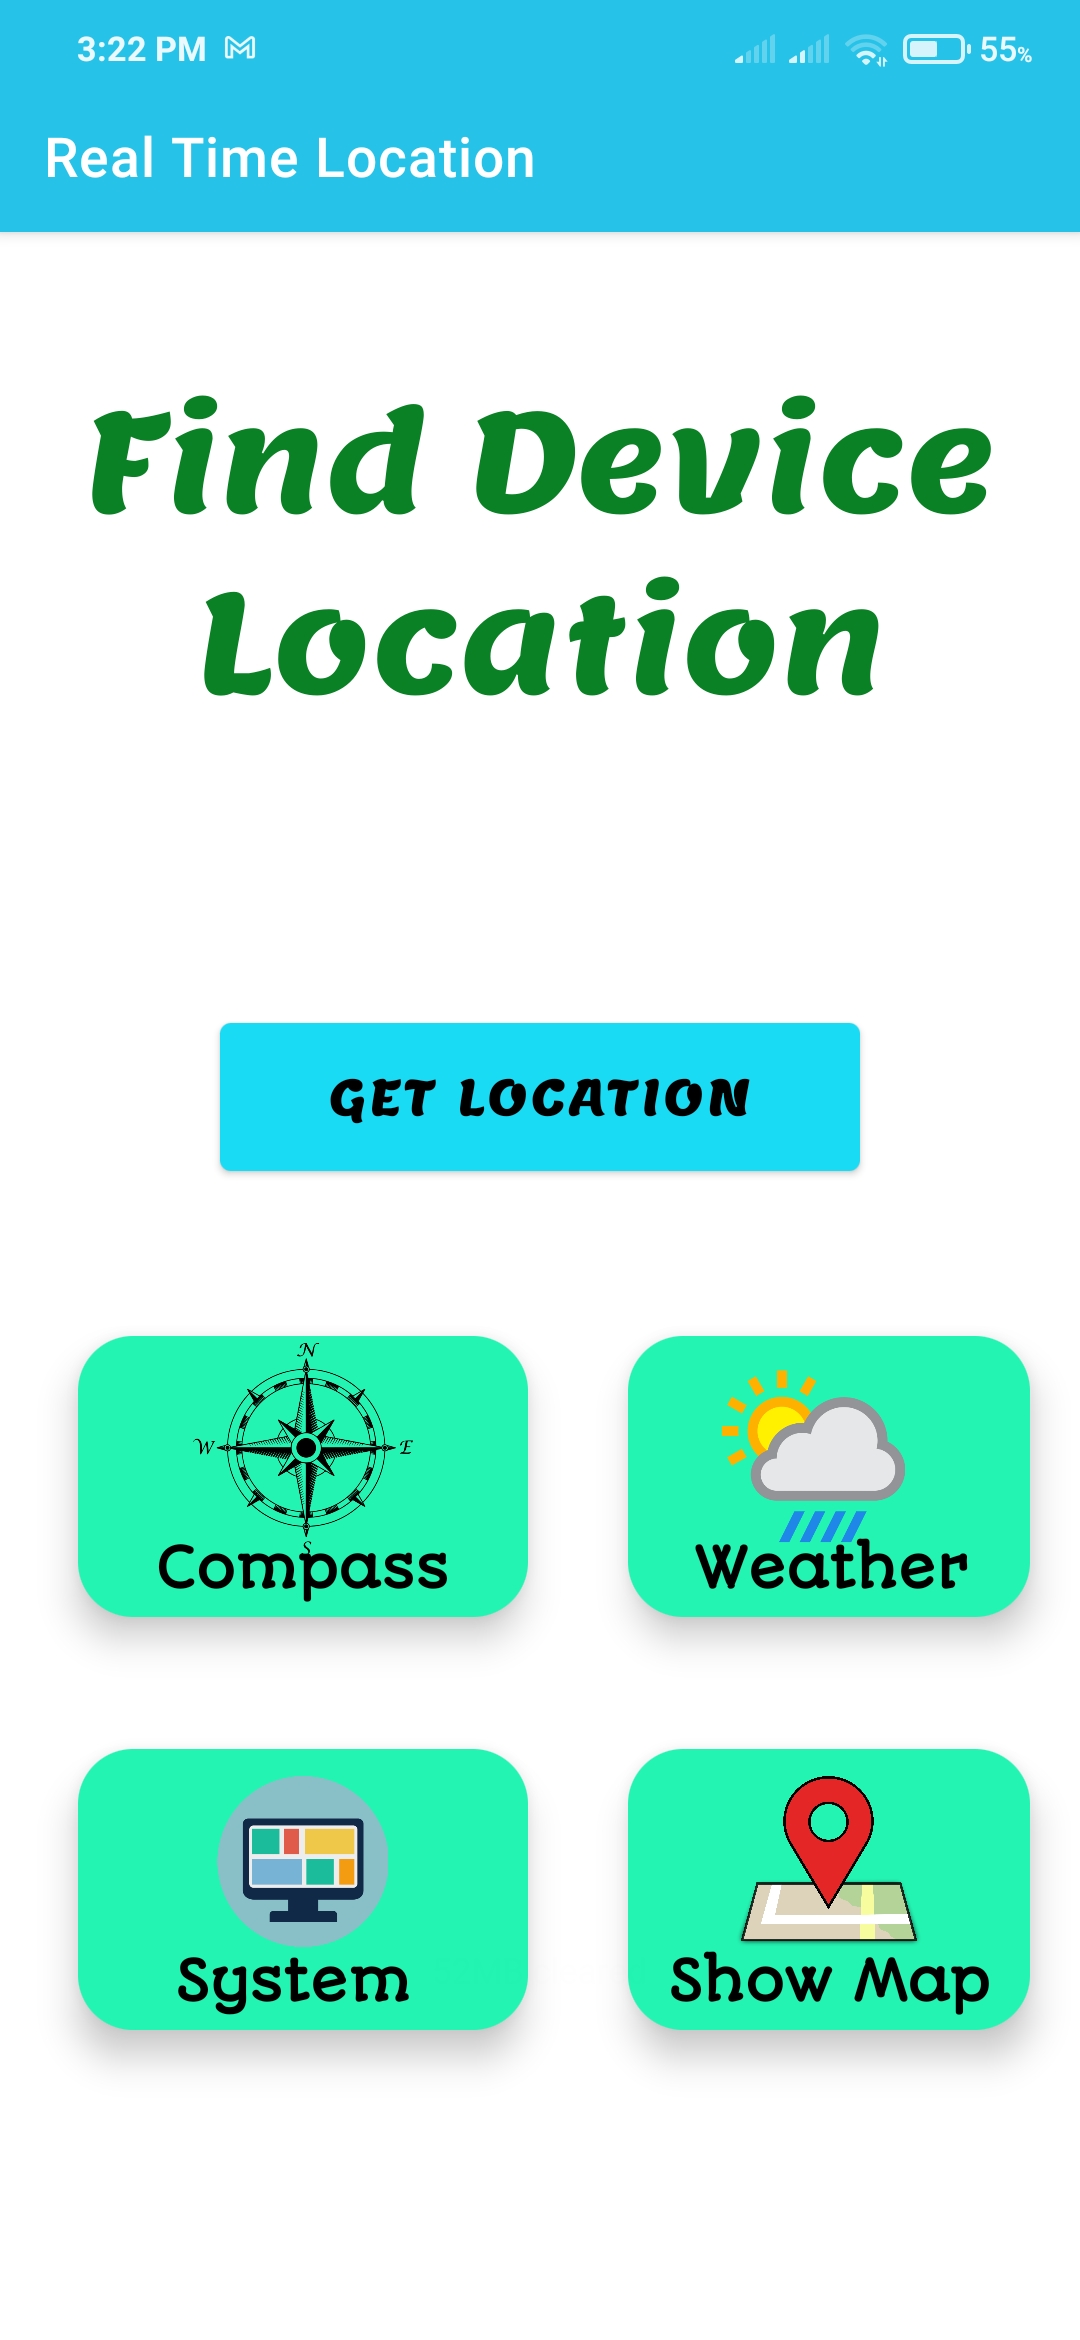 3:22 PM
55%
Real Time Location
Find Device
Location
GET LOCATION
N
W
E
S
Compass
Weather
System
Show Map